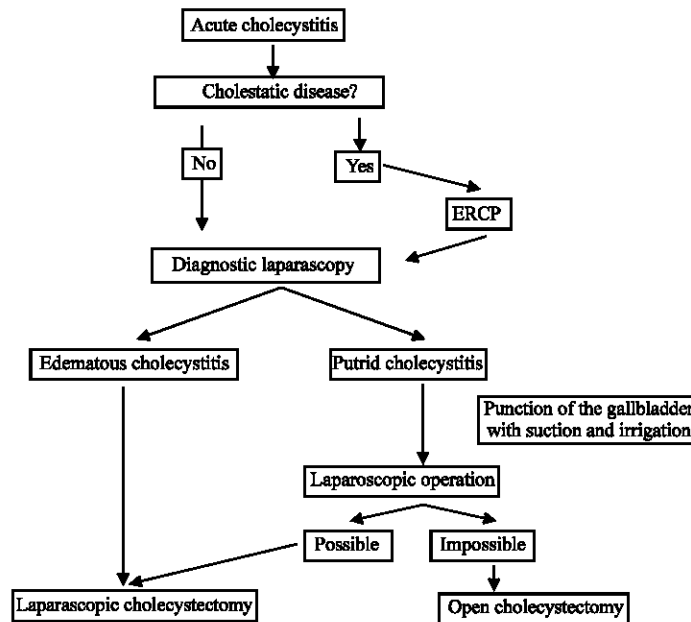 Acute cholecystitis
Cholestatic disease?
No
Yes
ERCP
Diagnostic laparascopy
Edematous cholecystitis
Putrid cholecystitis
Punction of the gallbladder
with suction and irrigation
Laparoscopic operation
Possible
Impossible
Laparascopic cholecystectomy
Open cholecystectomy